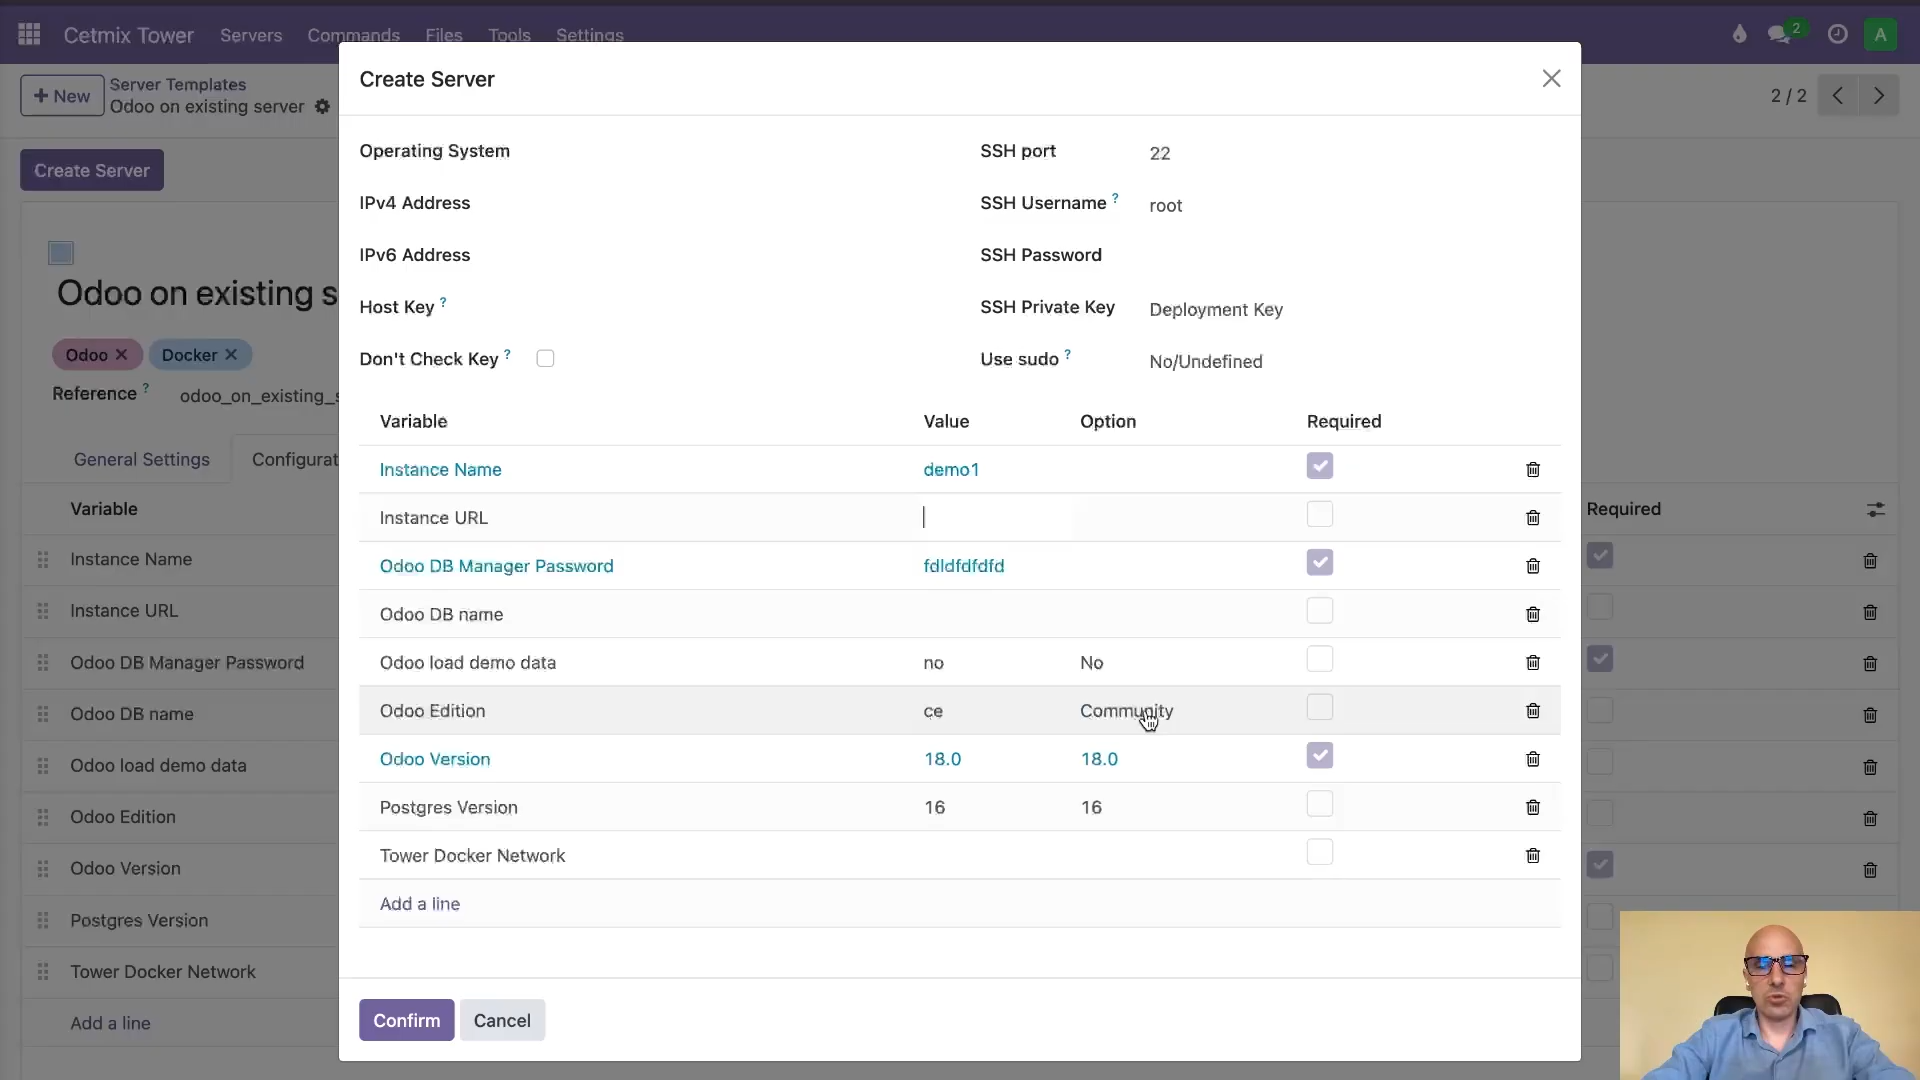 Cetmix Tower Servers Commands Files Tools Settings 2 A
New Server Templates
Odoo on existing server 2 / 2
Create Server
Odoo on existing s
Odoo Docker
Reference ? odoo_on_existing_s
General Settings Configurat
Variable Required
Instance Name
Instance URL
Odoo DB Manager Password
Odoo DB name
Odoo load demo data
Odoo Edition
Odoo Version
Postgres Version
Tower Docker Network
Add a line
Create Server
Operating System SSH port 22
IPv4 Address SSH Username ? root
IPv6 Address SSH Password
Host Key ? SSH Private Key Deployment Key
Don't Check Key ? Use sudo ? No/Undefined
Variable Value Option Required
Instance Name demo1
Instance URL
Odoo DB Manager Password fdldfdfdfd
Odoo DB name
Odoo load demo data no No
Odoo Edition ce Community
Odoo Version 18.0 18.0
Postgres Version 16 16
Tower Docker Network
Add a line
Confirm Cancel